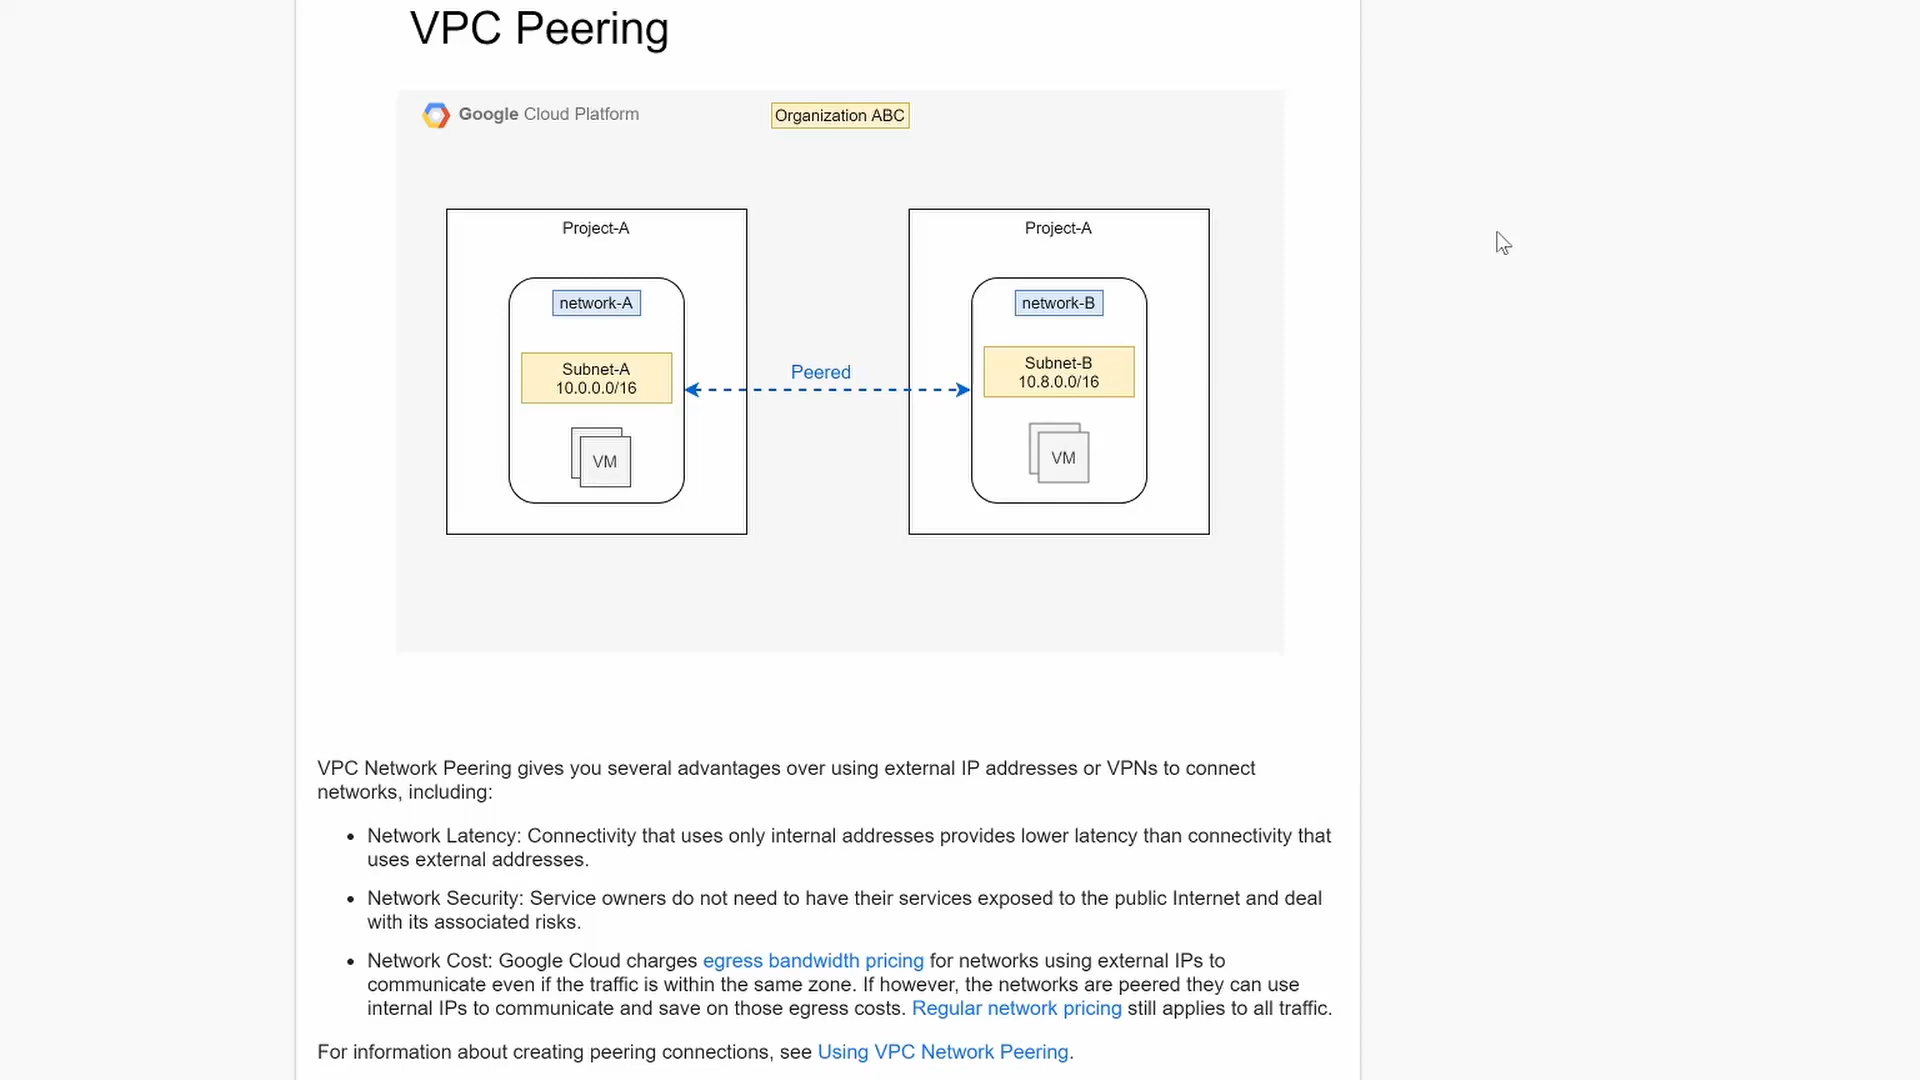 VPC Peering
Google Cloud Platform
Organization ABC
Project-A
network-A
Subnet-A
10.0.0.0/16
VM
Peered
Project-A
network-B
Subnet-B
10.8.0.0/16
VM
VPC Network Peering gives you several advantages over using external IP addresses or VPNs to connect
networks, including:
• Network Latency: Connectivity that uses only internal addresses provides lower latency than connectivity that
uses external addresses.
• Network Security: Service owners do not need to have their services exposed to the public Internet and deal
with its associated risks.
• Network Cost: Google Cloud charges egress bandwidth pricing for networks using external IPs to
communicate even if the traffic is within the same zone. If however, the networks are peered they can use
internal IPs to communicate and save on those egress costs. Regular network pricing still applies to all traffic.
For information about creating peering connections, see Using VPC Network Peering.